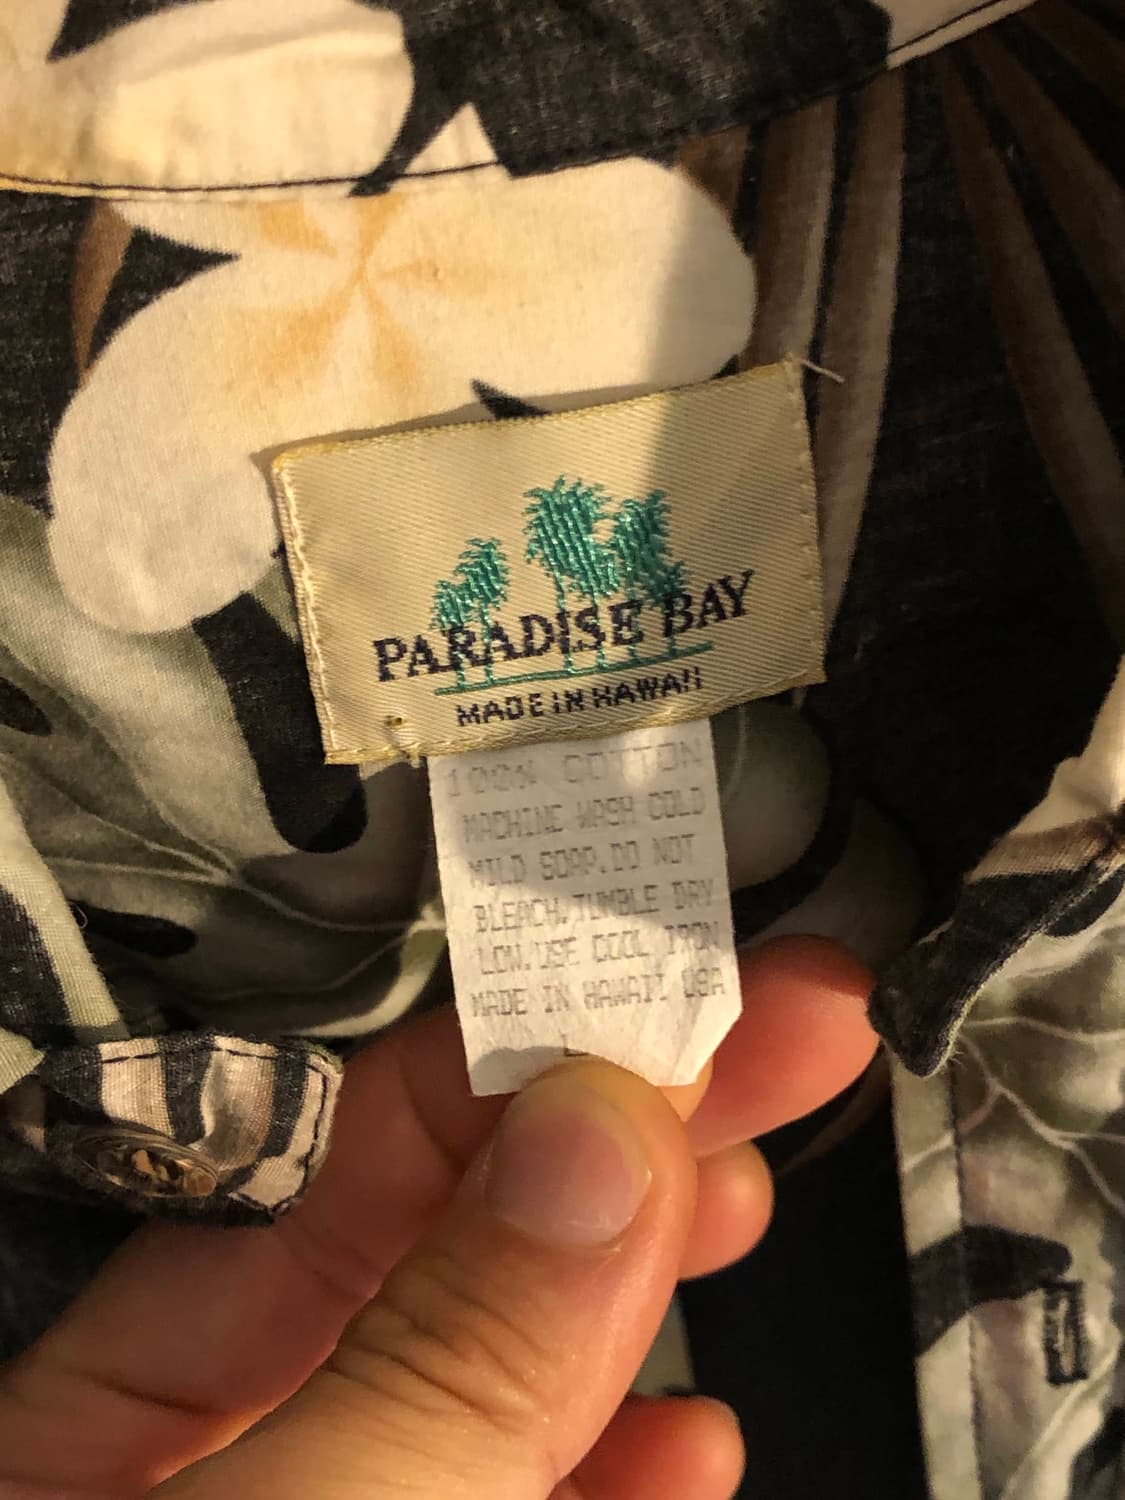 PARADISE BAY
MADE IN HAWAII
100% COTTON
MACHINE WASH COLD
MILD SOAP.DO NOT
BLEACH.TUMBLE DRY
LOW.USE COOL IRON
MADE IN HAWAII USA
L